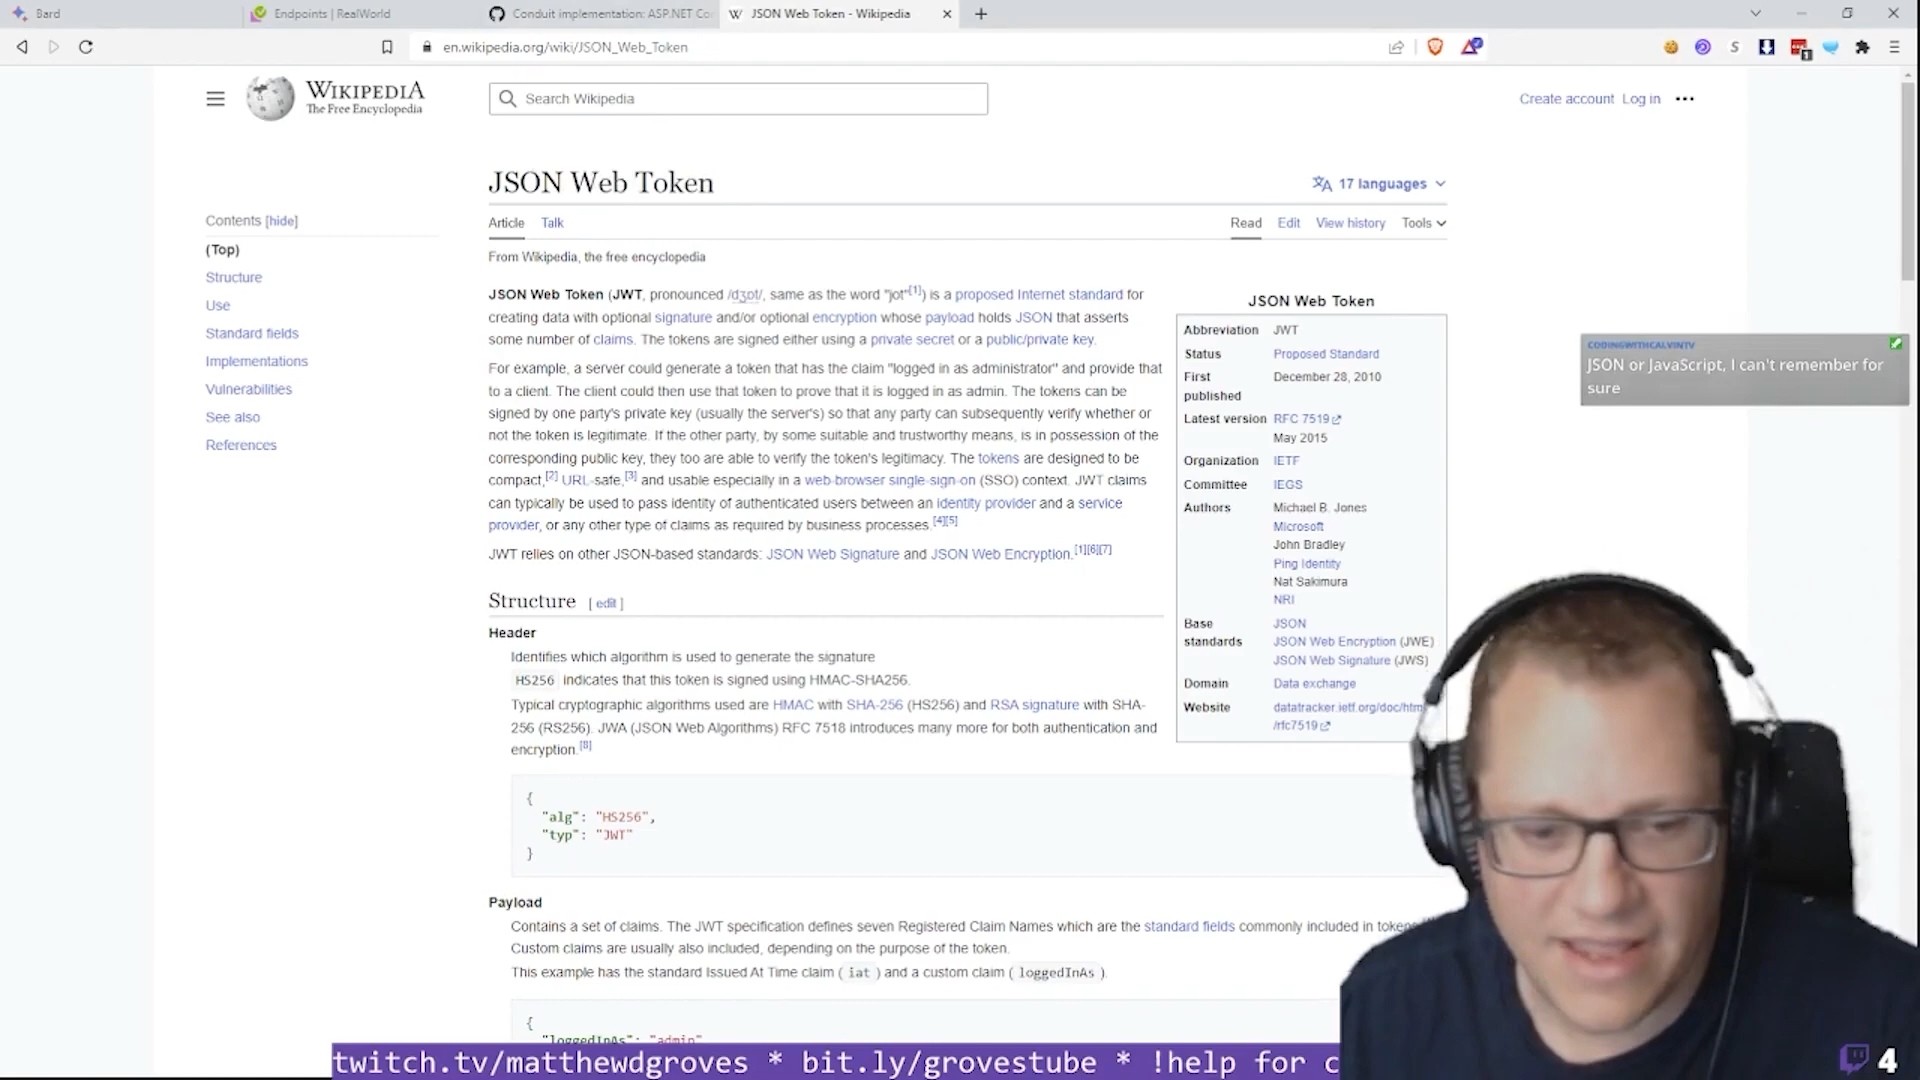 Bard
Endpoints | RealWorld
Conduit implementation: ASP.NET Co
JSON Web Token - Wikipedia
en.wikipedia.org/wiki/JSON_Web_Token
WIKIPEDIA
The Free Encyclopedia
Search Wikipedia
Create account Log in
JSON Web Token
17 languages
Contents [hide]
(Top)
Structure
Use
Standard fields
Implementations
Vulnerabilities
See also
References
Article Talk
Read Edit View history Tools
From Wikipedia, the free encyclopedia
JSON Web Token (JWT, pronounced /dʒɒt/, same as the word "jot"[1]) is a proposed Internet standard for
creating data with optional signature and/or optional encryption whose payload holds JSON that asserts
some number of claims. The tokens are signed either using a private secret or a public/private key.
For example, a server could generate a token that has the claim "logged in as administrator" and provide that
to a client. The client could then use that token to prove that it is logged in as admin. The tokens can be
signed by one party's private key (usually the server's) so that any party can subsequently verify whether or
not the token is legitimate. If the other party, by some suitable and trustworthy means, is in possession of the
corresponding public key, they too are able to verify the token's legitimacy. The tokens are designed to be
compact,[2] URL-safe,[3] and usable especially in a web-browser single-sign-on (SSO) context. JWT claims
can typically be used to pass identity of authenticated users between an identity provider and a service
provider, or any other type of claims as required by business processes.[4][5]
JWT relies on other JSON-based standards: JSON Web Signature and JSON Web Encryption.[1][6][7]
JSON Web Token
Abbreviation JWT
Status Proposed Standard
First December 28, 2010
published
Latest version RFC 7519
May 2015
Organization IETF
Committee IEGS
Authors Michael B. Jones
Microsoft
John Bradley
Ping Identity
Nat Sakimura
NRI
Base JSON
standards JSON Web Encryption (JWE)
JSON Web Signature (JWS)
Domain Data exchange
Website datatracker.ietf.org/doc/htm
/rfc7519
CODINGWITHCALVINTV
JSON or JavaScript, I can't remember for
sure
Structure [ edit ]
Header
Identifies which algorithm is used to generate the signature
HS256 indicates that this token is signed using HMAC-SHA256.
Typical cryptographic algorithms used are HMAC with SHA-256 (HS256) and RSA signature with SHA-
256 (RS256). JWA (JSON Web Algorithms) RFC 7518 introduces many more for both authentication and
encryption.[8]
{
"alg": "HS256",
"typ": "JWT"
}
Payload
Contains a set of claims. The JWT specification defines seven Registered Claim Names which are the standard fields commonly included in token
Custom claims are usually also included, depending on the purpose of the token.
This example has the standard Issued At Time claim ( iat ) and a custom claim ( loggedInAs ).
{
"loggedInAs": "admin"
twitch.tv/matthewdgroves * bit.ly/grovestube * !help for c
4